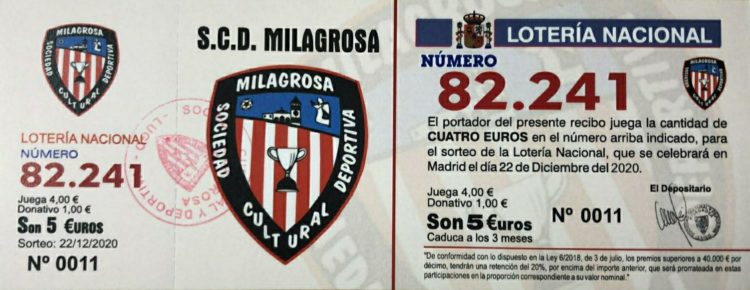 MILAGROSA
SOCIEDAD
DEPORTIVA
CULTURAL
LOTERÍA NACIONAL
NÚMERO
82.241
Juega 4,00 €
Donativo 1,00 €
Son 5 €uros
Sorteo: 22/12/2020
Nº 0011
S.C.D. MILAGROSA
MILAGROSA
SOCIEDAD
DEPORTIVA
CULTURAL
LOTERÍA NACIONAL
NÚMERO
82.241
El portador del presente recibo juega la cantidad de
CUATRO EUROS en el número arriba indicado, para
el sorteo de la Lotería Nacional, que se celebrará en
Madrid el día 22 de Diciembre del 2020.
Juega 4,00 €
Donativo 1,00 €
Son 5 €uros
Caduca a los 3 meses
Nº 0011
El Depositario
"De conformidad con lo dispuesto en la Ley 6/2018, de 3 de julio, los premios superiores a 40.000 € por
décimo, tendrán una retención del 20%, por encima del importe anterior, que será prorrateada en estas
participaciones en la proporción correspondiente a su valor nominal."